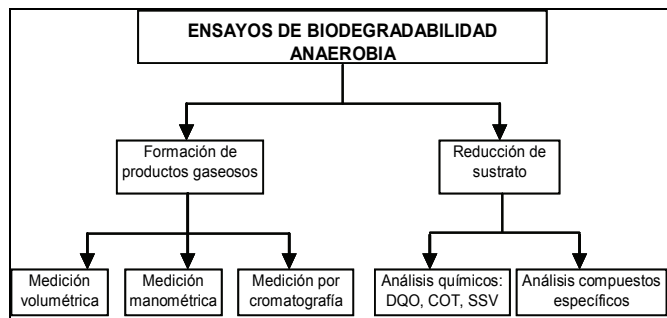 ENSAYOS DE BIODEGRADABILIDAD
ANAEROBIA
Formación de
productos gaseosos
Reducción de
sustrato
Medición
volumétrica
Medición
manométrica
Medición por
cromatografía
Análisis químicos:
DQO, COT, SSV
Análisis compuestos
específicos